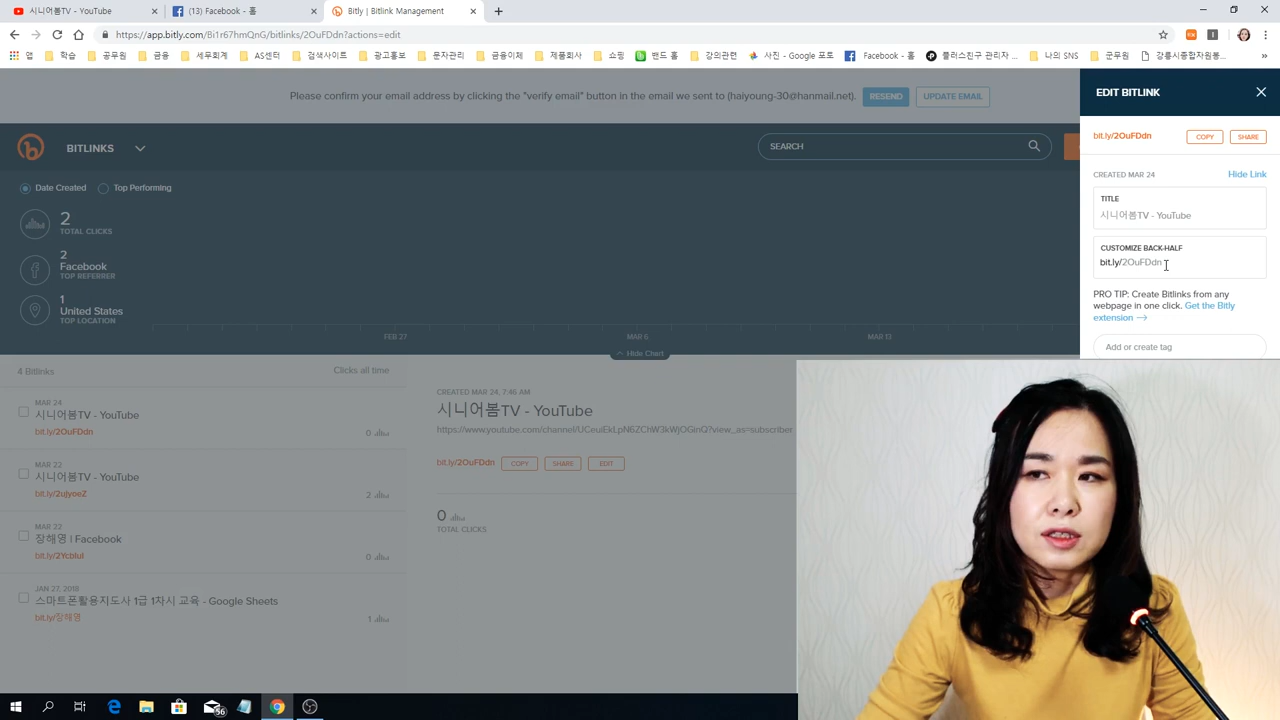 시니어봄TV - YouTube
(13) Facebook - 홈
Bitly | Bitlink Management
https://app.bitly.com/Bi1r67hmQnG/bitlinks/2OuFDdn?actions=edit
앱 학습 공무원 금융 세무회계 AS센터 검색사이트 광고홍보 문자관리 금융이체 제품회사 쇼핑 밴드 홈 강의관련 사진 - Google 포토 Facebook - 홈 플러스친구 관리자 ... 나의 SNS 군무원 강릉시종합자원봉... »
Please confirm your email address by clicking the "verify email" button in the email we sent to (haiyoung-30@hanmail.net). RESEND UPDATE EMAIL
BITLINKS
SEARCH
Date Created Top Performing
2
TOTAL CLICKS
2
Facebook
TOP REFERRER
1
United States
TOP LOCATION
FEB 27 MAR 6 MAR 13
Hide Chart
4 Bitlinks Clicks all time
MAR 24
시니어봄TV - YouTube
bit.ly/2OuFDdn 0
MAR 22
시니어봄TV - YouTube
bit.ly/2ujyoeZ 2
MAR 22
장해영 | Facebook
bit.ly/2YcbIuI 0
JAN 27, 2018
스마트폰활용지도사 1급 1차시 교육 - Google Sheets
bit.ly/장해영 1
CREATED MAR 24, 7:46 AM
시니어봄TV - YouTube
https://www.youtube.com/channel/UCeuiEkLpN6ZChW3kWjOGinQ?view_as=subscriber
bit.ly/2OuFDdn COPY SHARE EDIT
0
TOTAL CLICKS
EDIT BITLINK
bit.ly/2OuFDdn COPY SHARE
CREATED MAR 24 Hide Link
TITLE
시니어봄TV - YouTube
CUSTOMIZE BACK-HALF
bit.ly/2OuFDdn
PRO TIP: Create Bitlinks from any
webpage in one click. Get the Bitly
extension →
Add or create tag
56